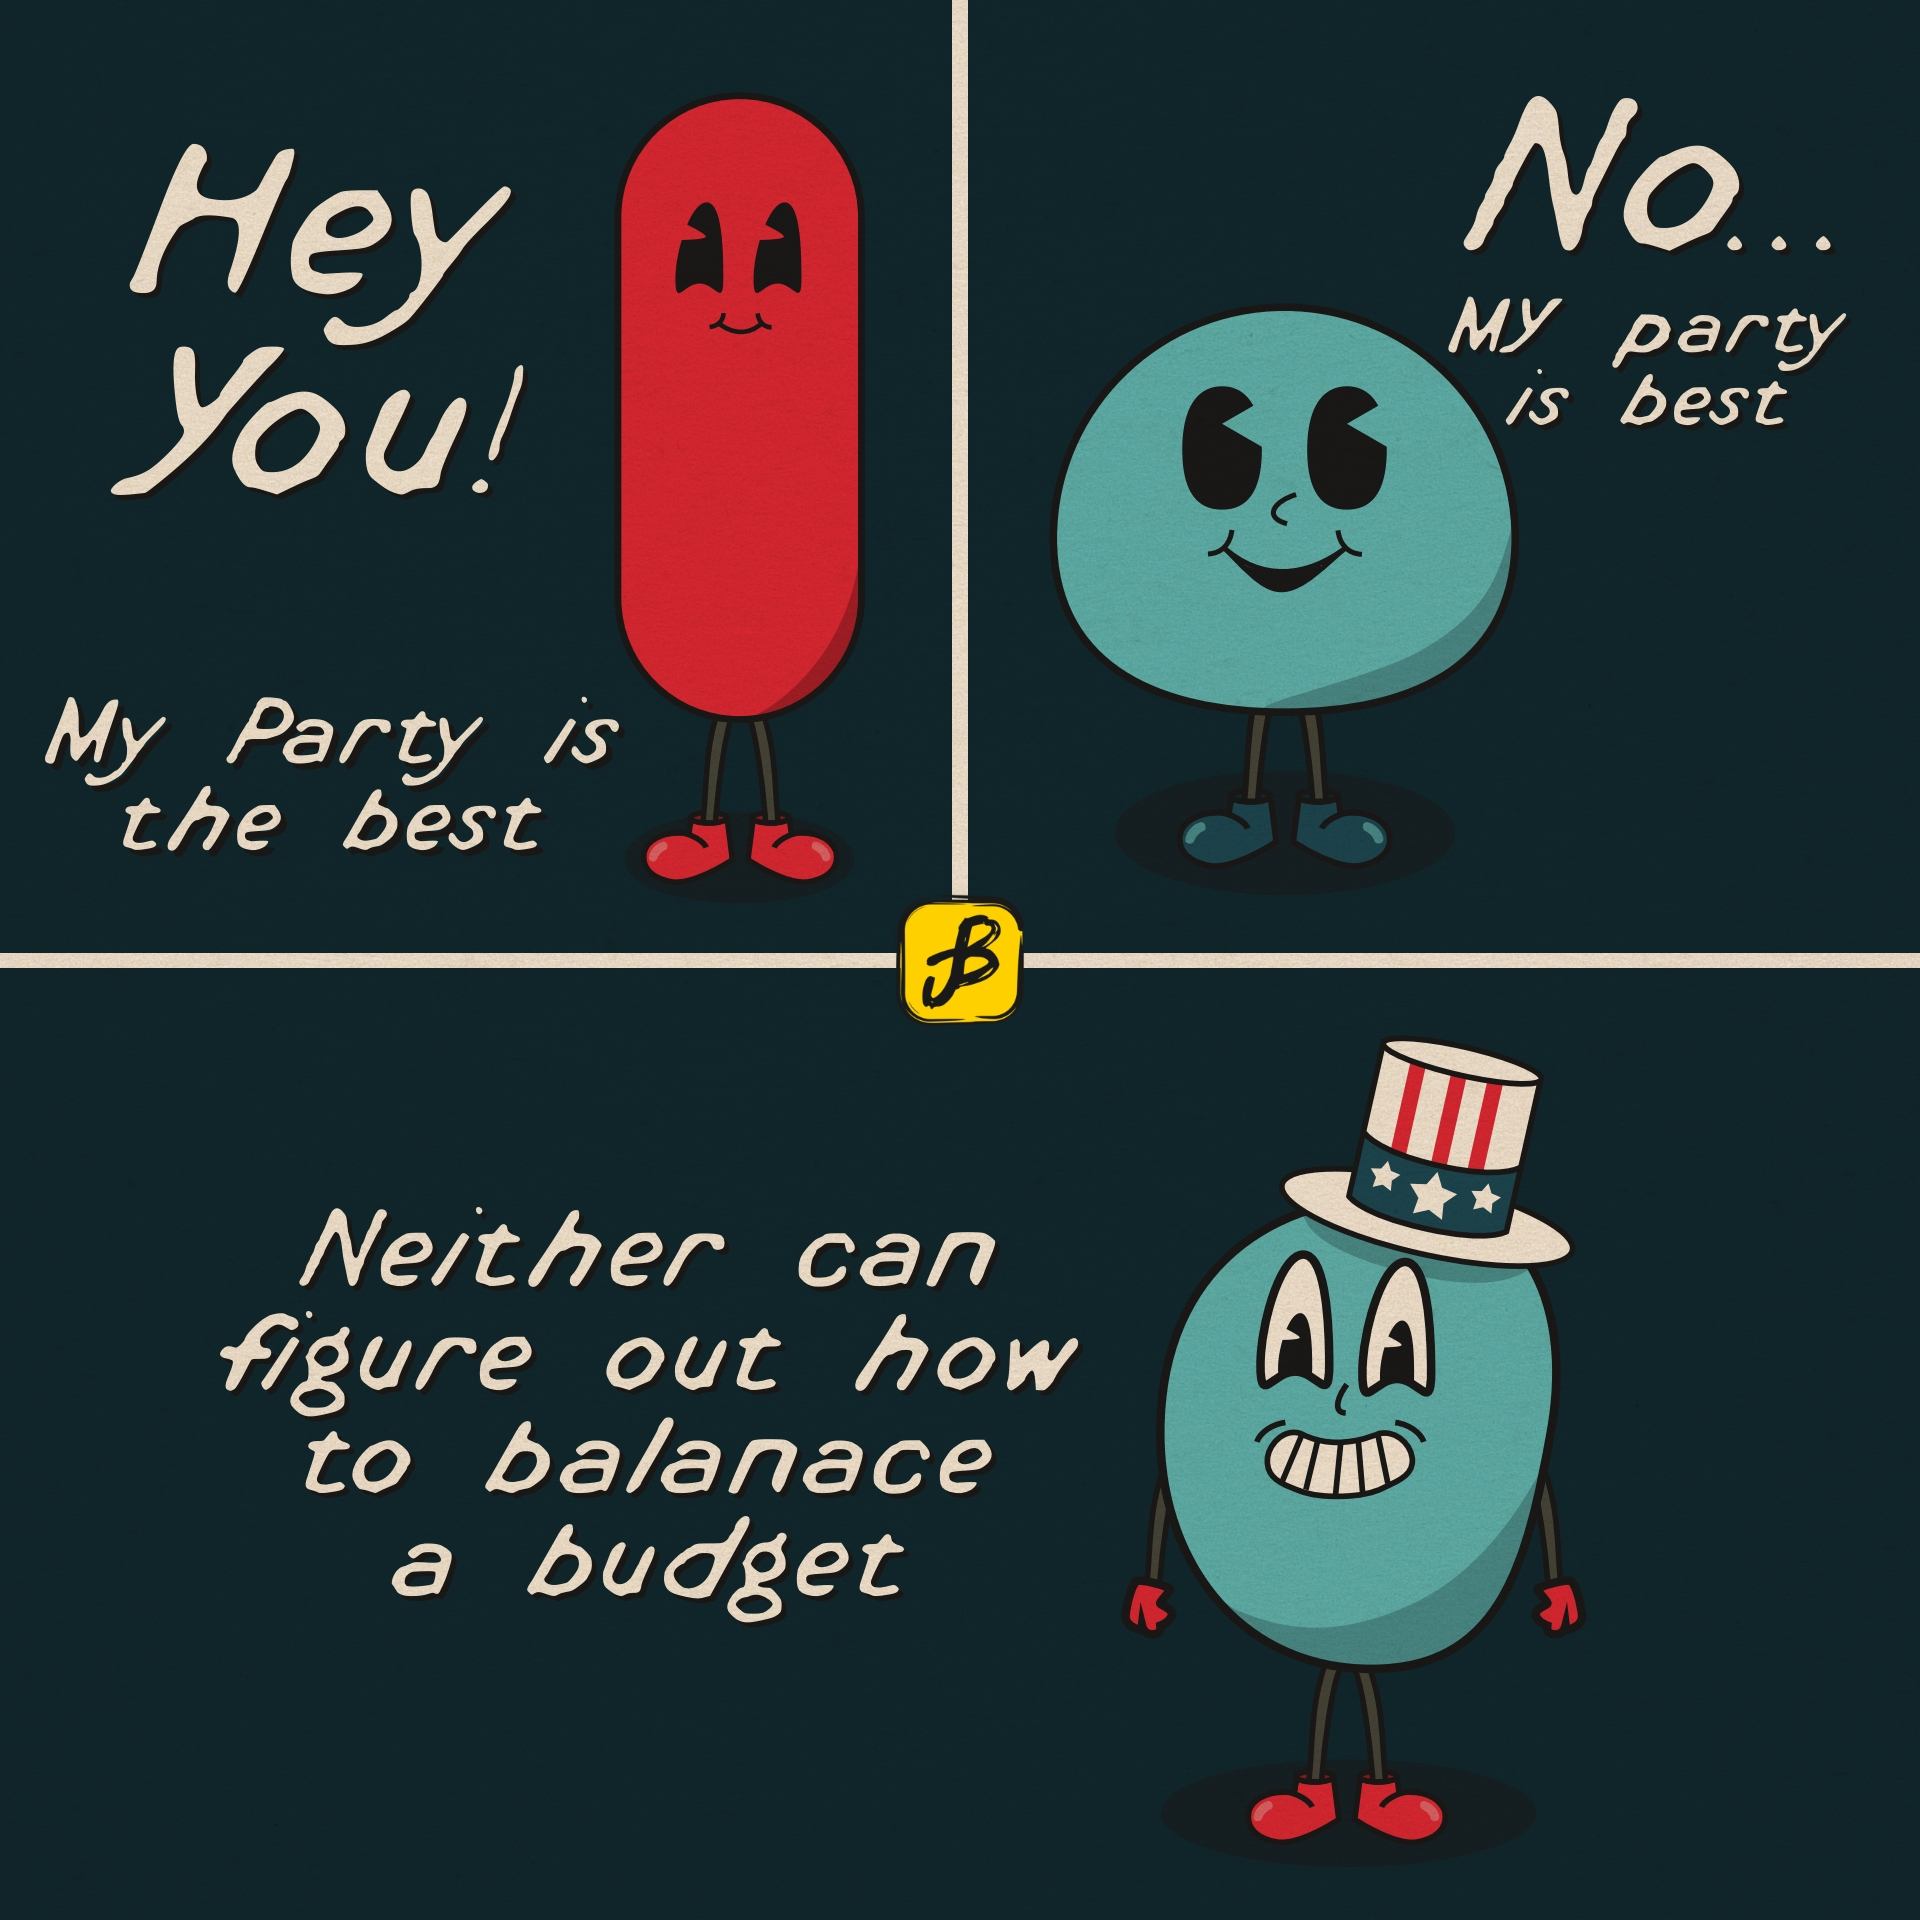 Hey
You!
My Party is
the best
No...
My party
is best
B
Neither can
figure out how
to balanace
a budget